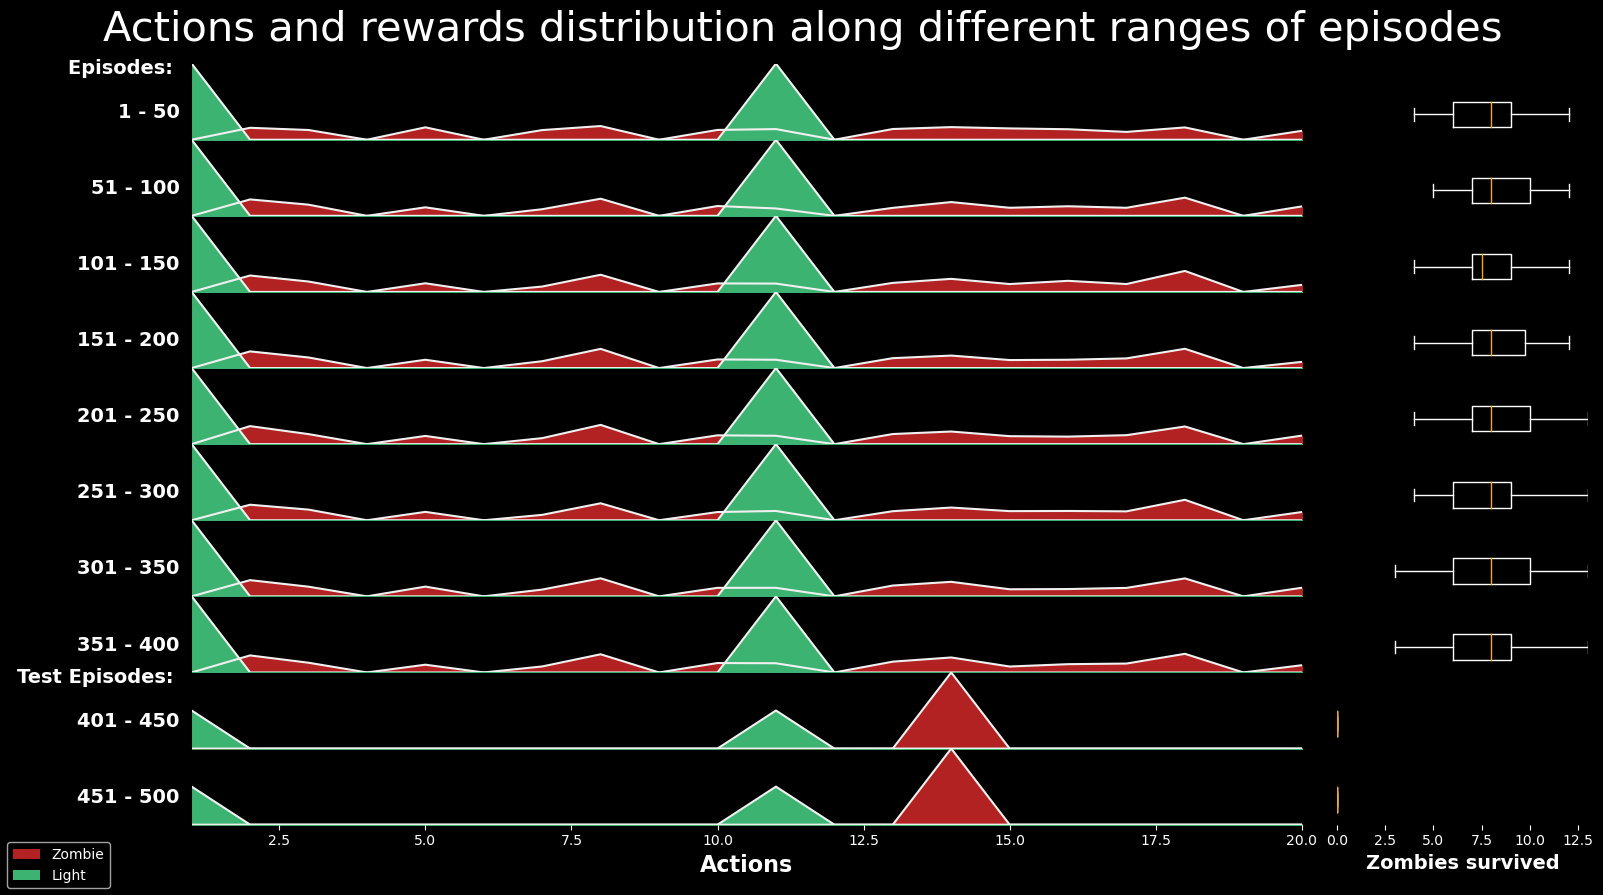 Actions and rewards distribution along different ranges of episodes
Episodes:
1 - 50
51 - 100
101 - 150
151 - 200
201 - 250
251 - 300
301 - 350
351 - 400
Test Episodes:
401 - 450
451 - 500
2.5 5.0 7.5 10.0 12.5 15.0 17.5 20.0
0.0 2.5 5.0 7.5 10.0 12.5
Actions
Zombies survived
Zombie
Light